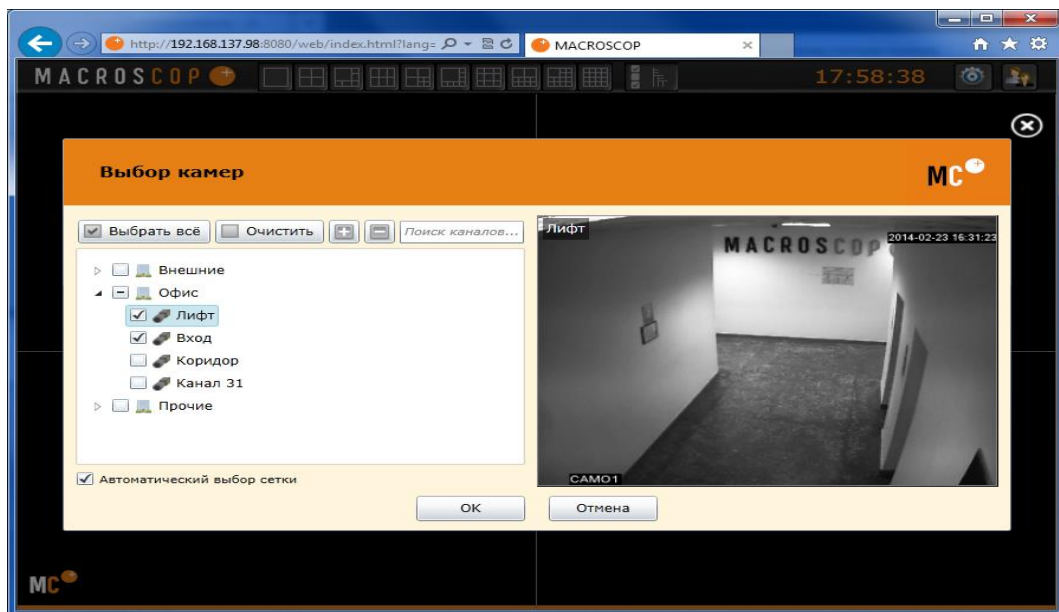 http://192.168.137.98:8080/web/index.html?lang=
MACROSCOP
MACROSCOP
17:58:38
Выбор камер
MC
Выбрать всё
Очистить
Поиск каналов...
Внешние
Офис
Лифт
Вход
Коридор
Канал 31
Прочие
Автоматический выбор сетки
Лифт
2014-02-23 16:31:23
MACROSCOP
CAM01
OK
Отмена
MC